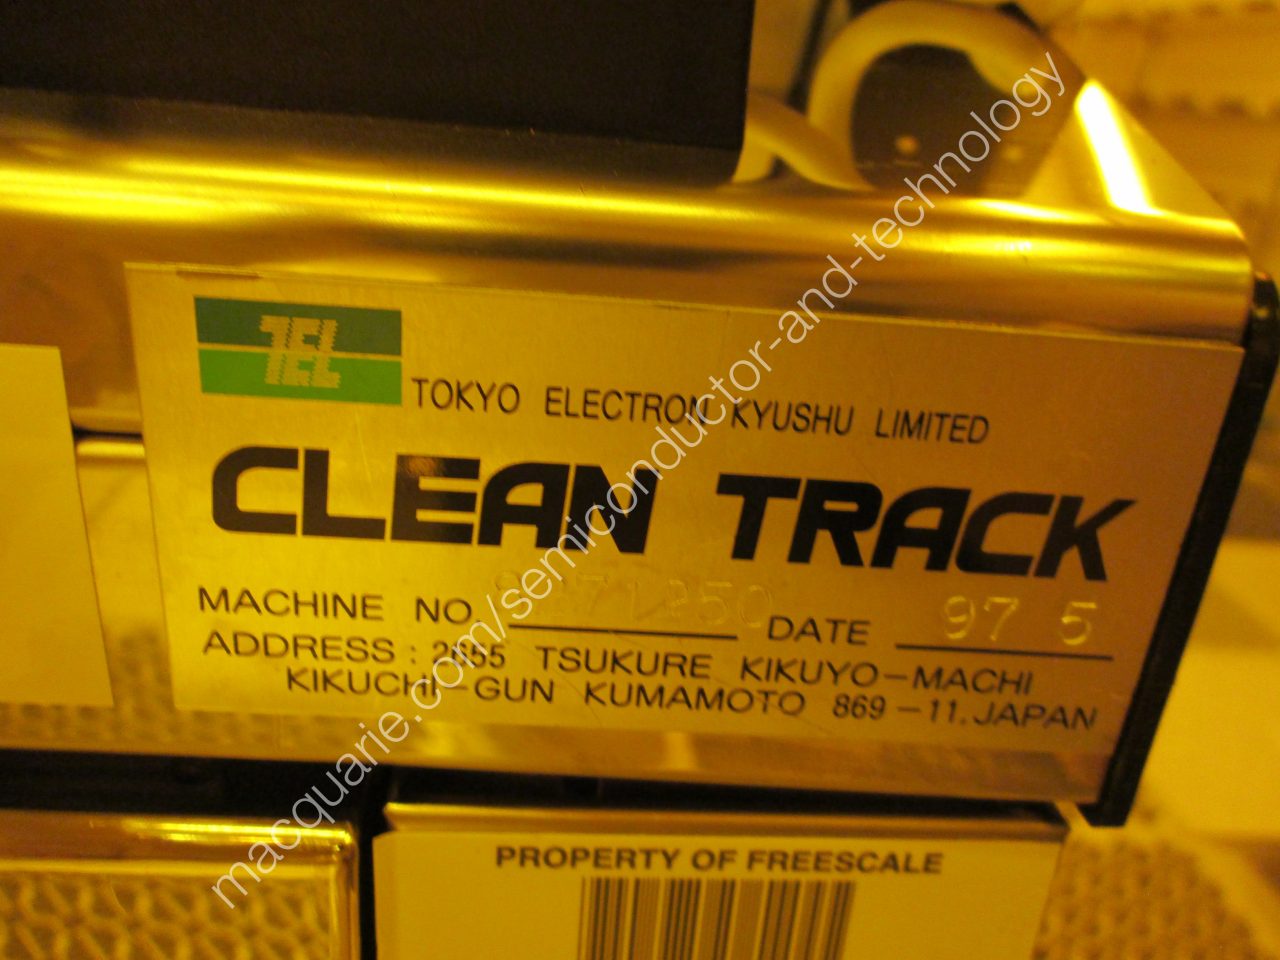 TEL
TOKYO ELECTRON KYUSHU LIMITED
CLEAN TRACK
MACHINE NO. DATE 97 5
ADDRESS : 2655 TSUKURE KIKUYO-MACHI
KIKUCHI-GUN KUMAMOTO 869-11. JAPAN
PROPERTY OF FREESCALE
macquarie.com/semiconductor-and-technology